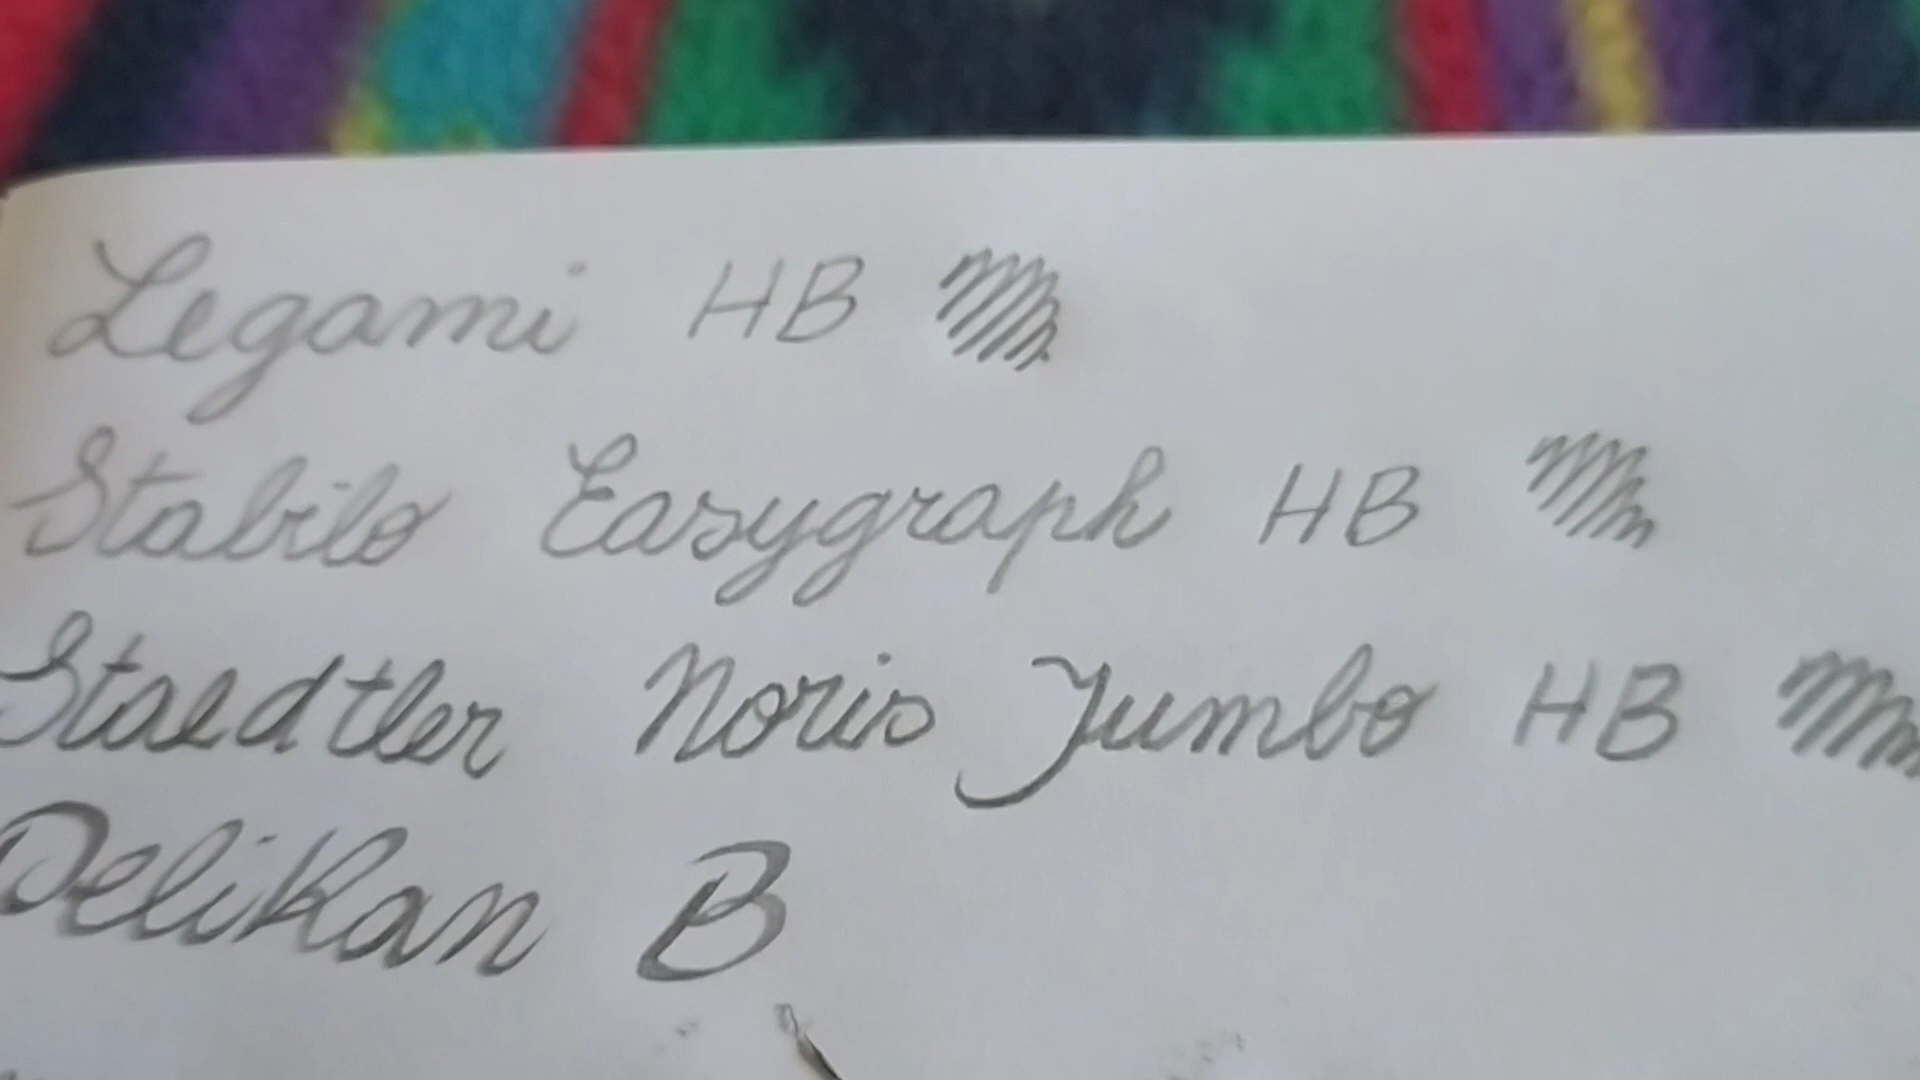 Legami HB
Stabilo Easygraph HB
Staedtler Noris Jumbo HB
Pelikan B